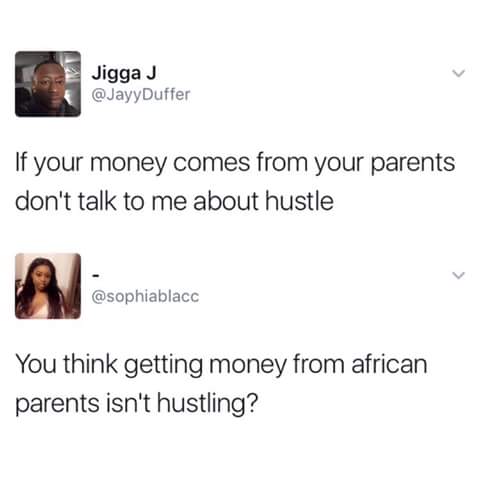 Jigga J
@JayyDuffer
If your money comes from your parents
don't talk to me about hustle
-
@sophiablacc
You think getting money from african
parents isn't hustling?